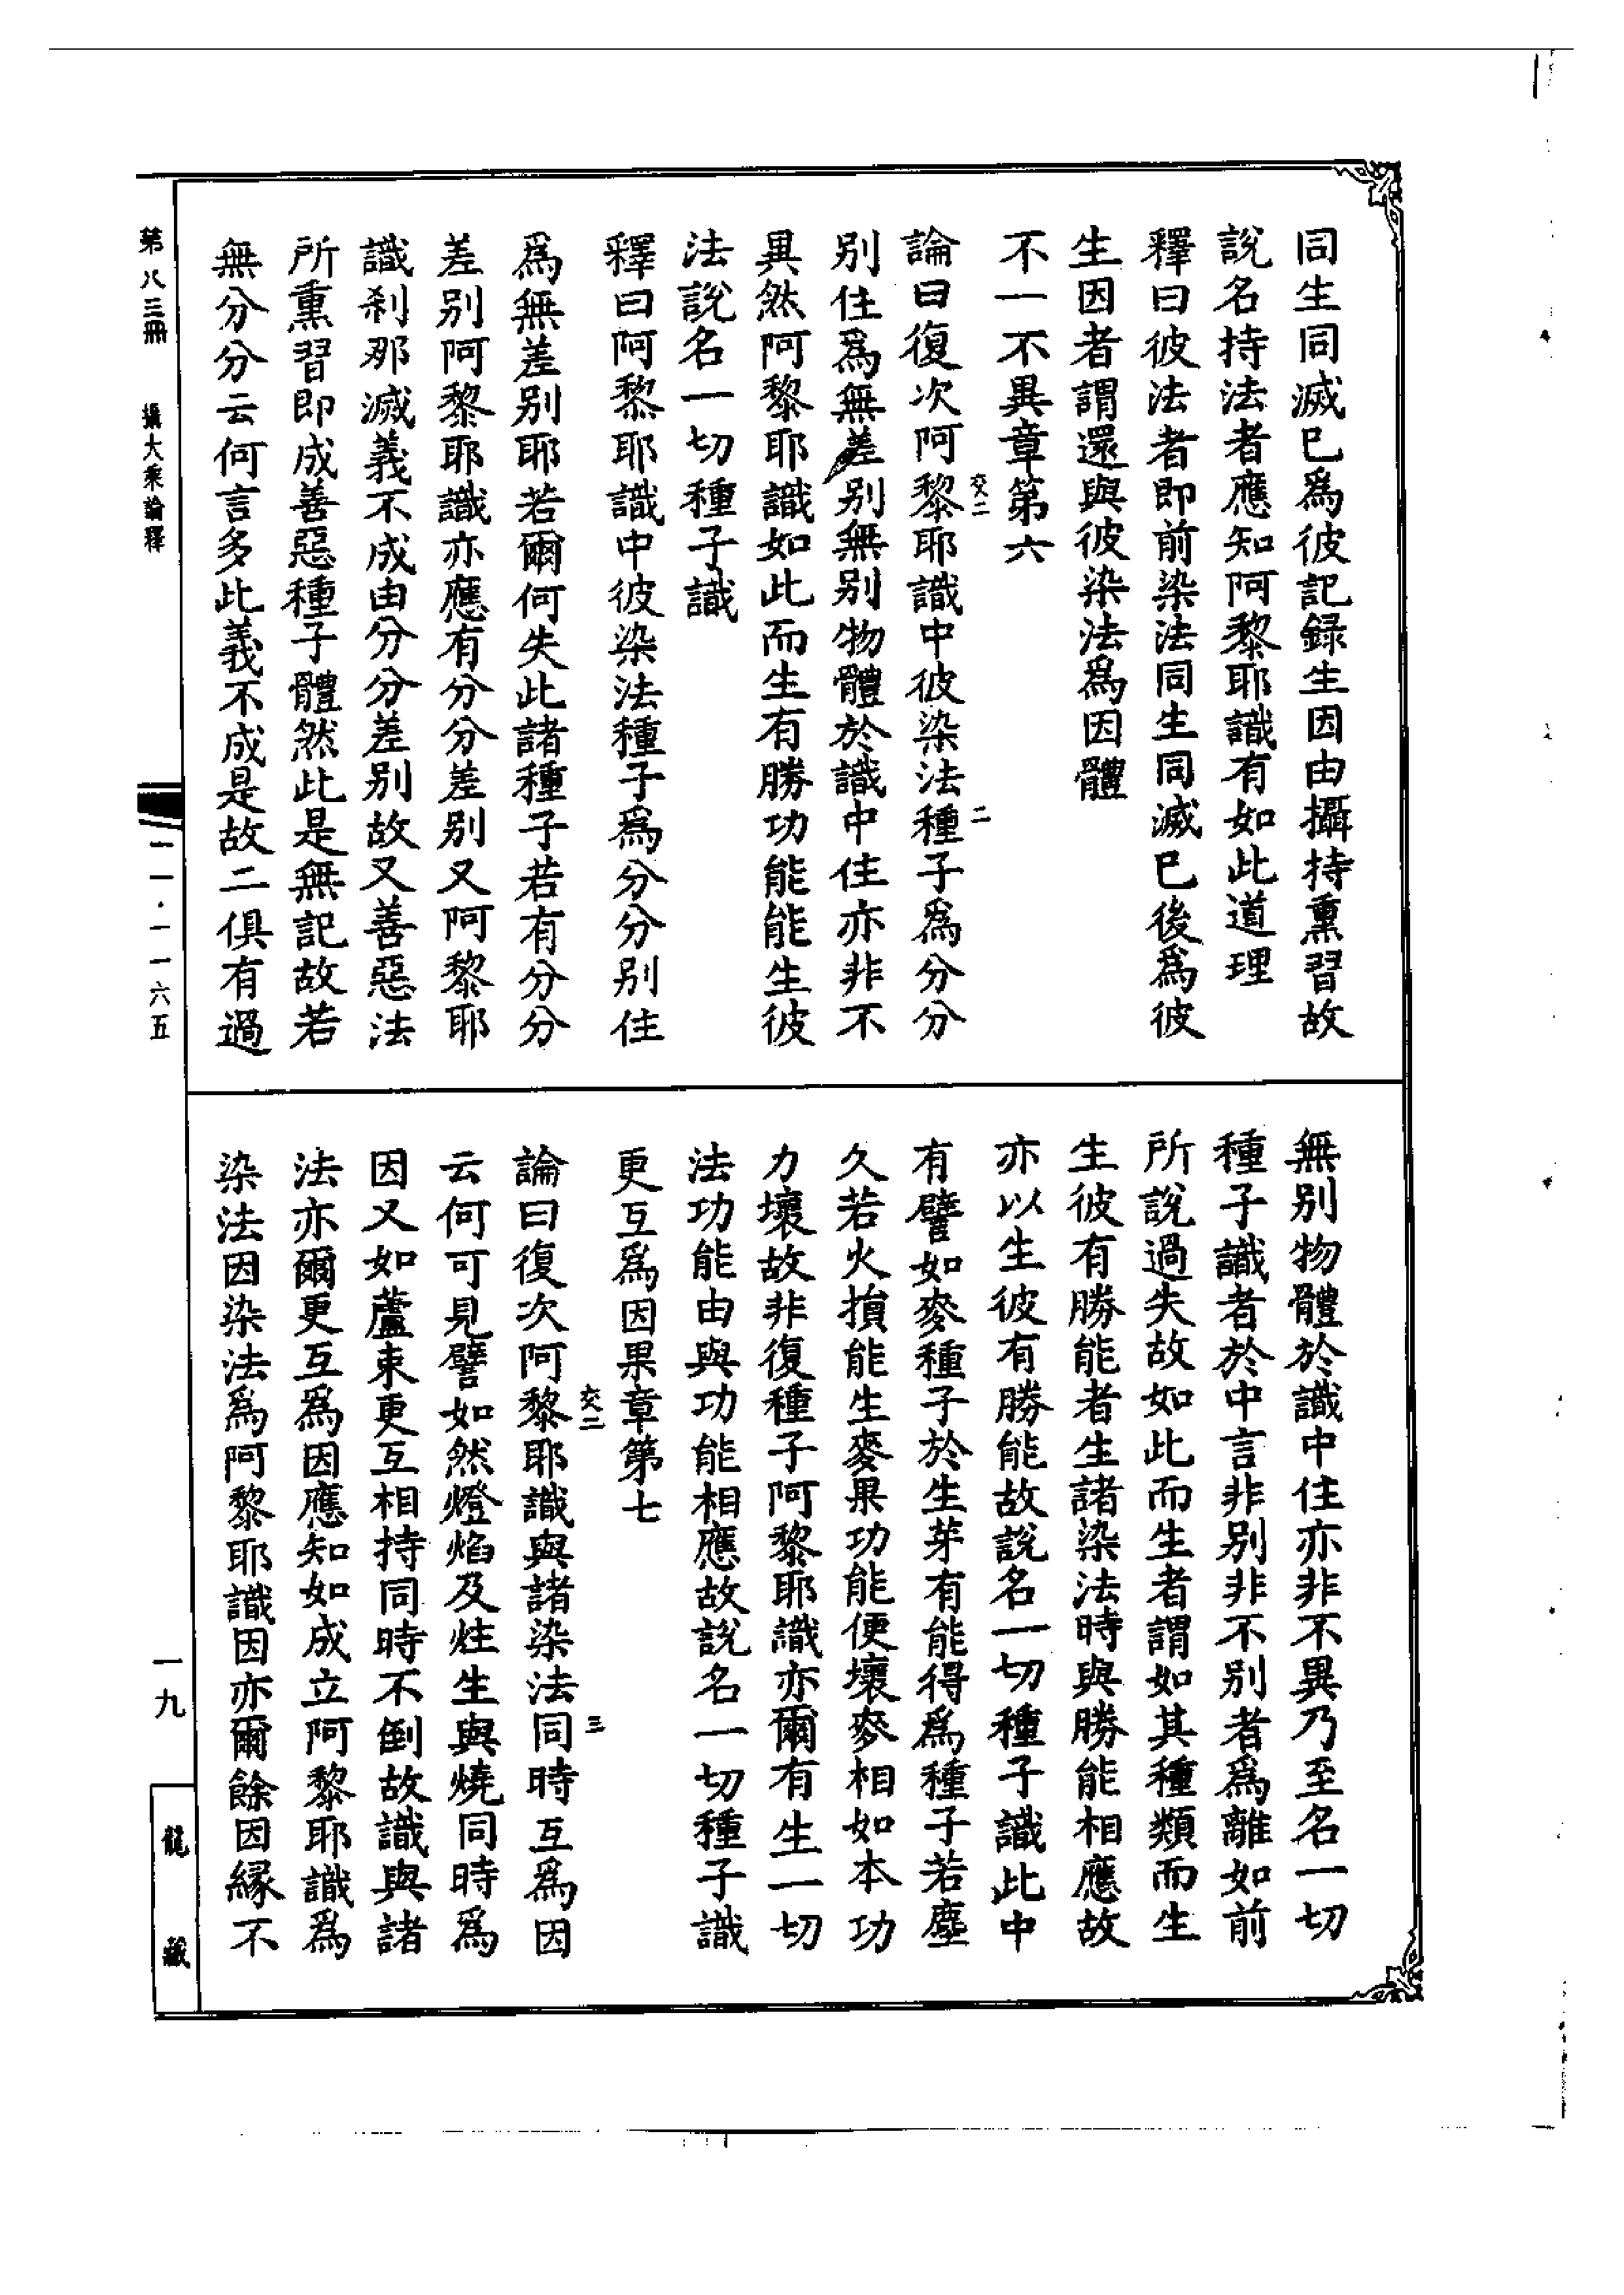 同生同滅已爲彼記録生因由攝持熏習故
說名持法者應知阿黎耶識有如此道理
釋曰彼法者即前染法同生同滅已後爲彼
生因者謂還與彼染法爲因體
不一不異章第六
論曰復次阿黎耶識中彼染法種子爲分分
別住爲無差別無別物體於識中住亦非不
異然阿黎耶識如此而生有勝功能能生彼
法說名一切種子識
釋曰阿黎耶識中彼染法種子爲分分別住
爲無差別耶若爾何失此諸種子若有分分
差別阿黎耶識亦應有分分差別又阿黎耶
識刹那滅義不成由分分差別故又善惡法
所熏習即成善惡種子體然此是無記故若
無分分云何言多此義不成是故二俱有過
無別物體於識中住亦非不異乃至名一切
種子識者於中言非別非不別者爲離如前
所說過失故如此而生者謂如其種類而生
生彼有勝能者生諸染法時與勝能相應故
亦以生彼有勝能故說名一切種子識此中
有譬如麥種子於生芽有能得爲種子若塵
久若火損能生麥果功能便壞麥相如本功
力壞故非復種子阿黎耶識亦爾有生一切
法功能由與功能相應故說名一切種子識
更互爲因果章第七
論曰復次阿黎耶識與諸染法同時互爲因
云何可見譬如然燈焰及炷生與燒同時爲
因又如蘆束更互相持同時不倒故識與諸
法亦爾更互爲因應知如成立阿黎耶識爲
染法因染法爲阿黎耶識因亦爾餘因縁不
第八三冊 攝大乘論釋
一一·一一六五
一九
龍藏